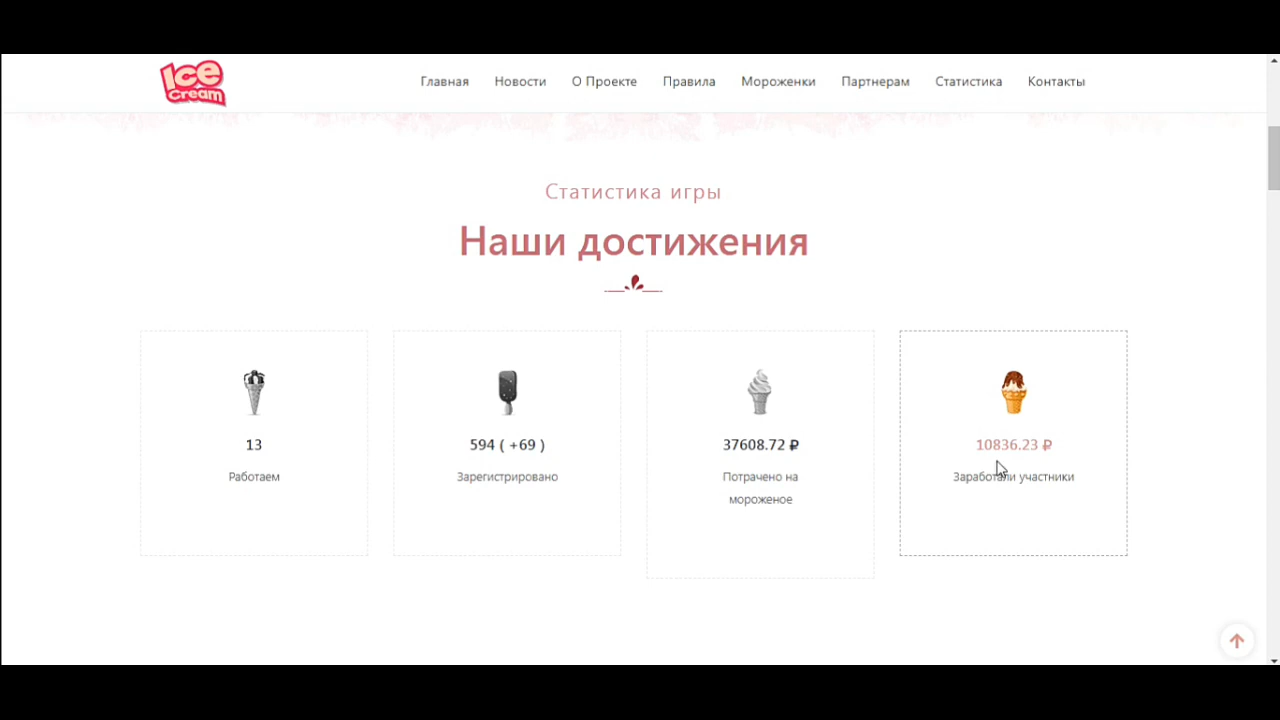 Ice
Cream
Главная Новости О Проекте Правила Мороженки Партнерам Статистика Контакты
Статистика игры
Наши достижения
13
Работаем
594 ( +69 )
Зарегистрировано
37608.72 ₽
Потрачено на
мороженое
10836.23 ₽
Заработали участники